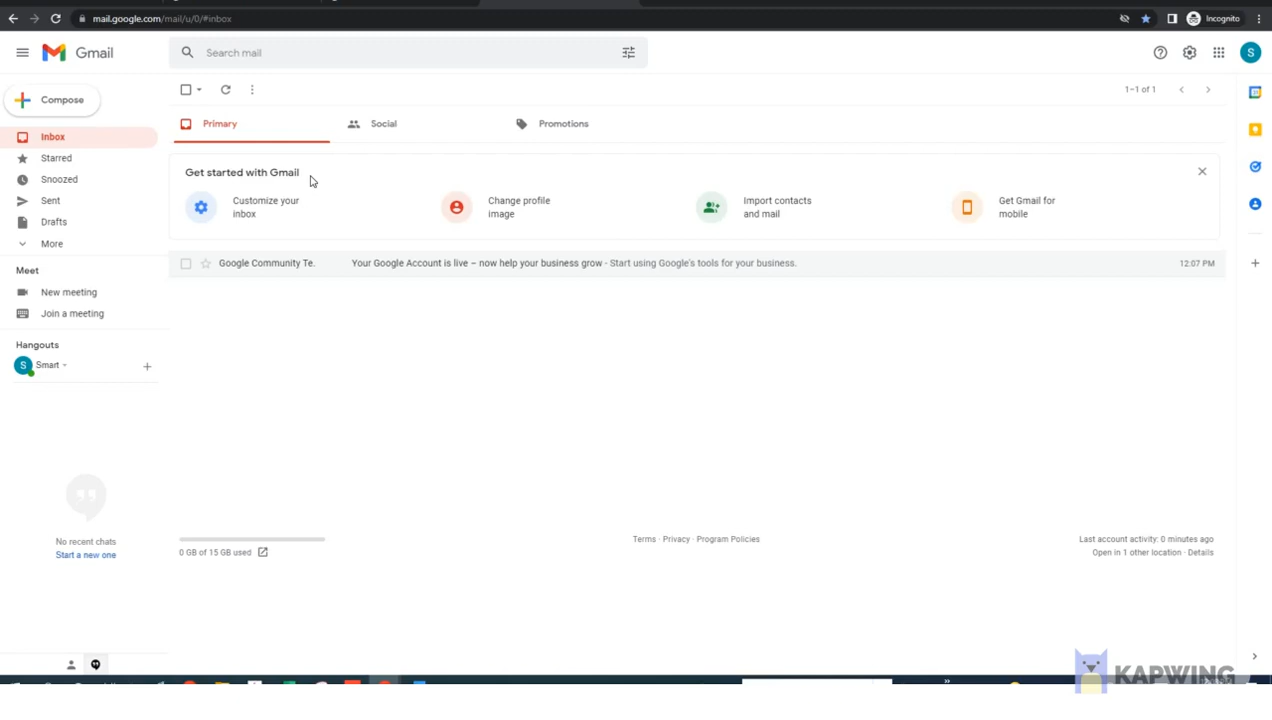 mail.google.com/mail/u/0/#inbox
Incognito
Gmail
Search mail
S
Compose
1–1 of 1
Inbox
Primary
Social
Promotions
Starred
Snoozed
Sent
Drafts
More
Get started with Gmail
Customize your
inbox
Change profile
image
Import contacts
and mail
Get Gmail for
mobile
Google Community Te.
Your Google Account is live – now help your business grow - Start using Google's tools for your business.
12:07 PM
Meet
New meeting
Join a meeting
Hangouts
S
Smart
No recent chats
Start a new one
0 GB of 15 GB used
Terms · Privacy · Program Policies
Last account activity: 0 minutes ago
Open in 1 other location · Details
KAPWING